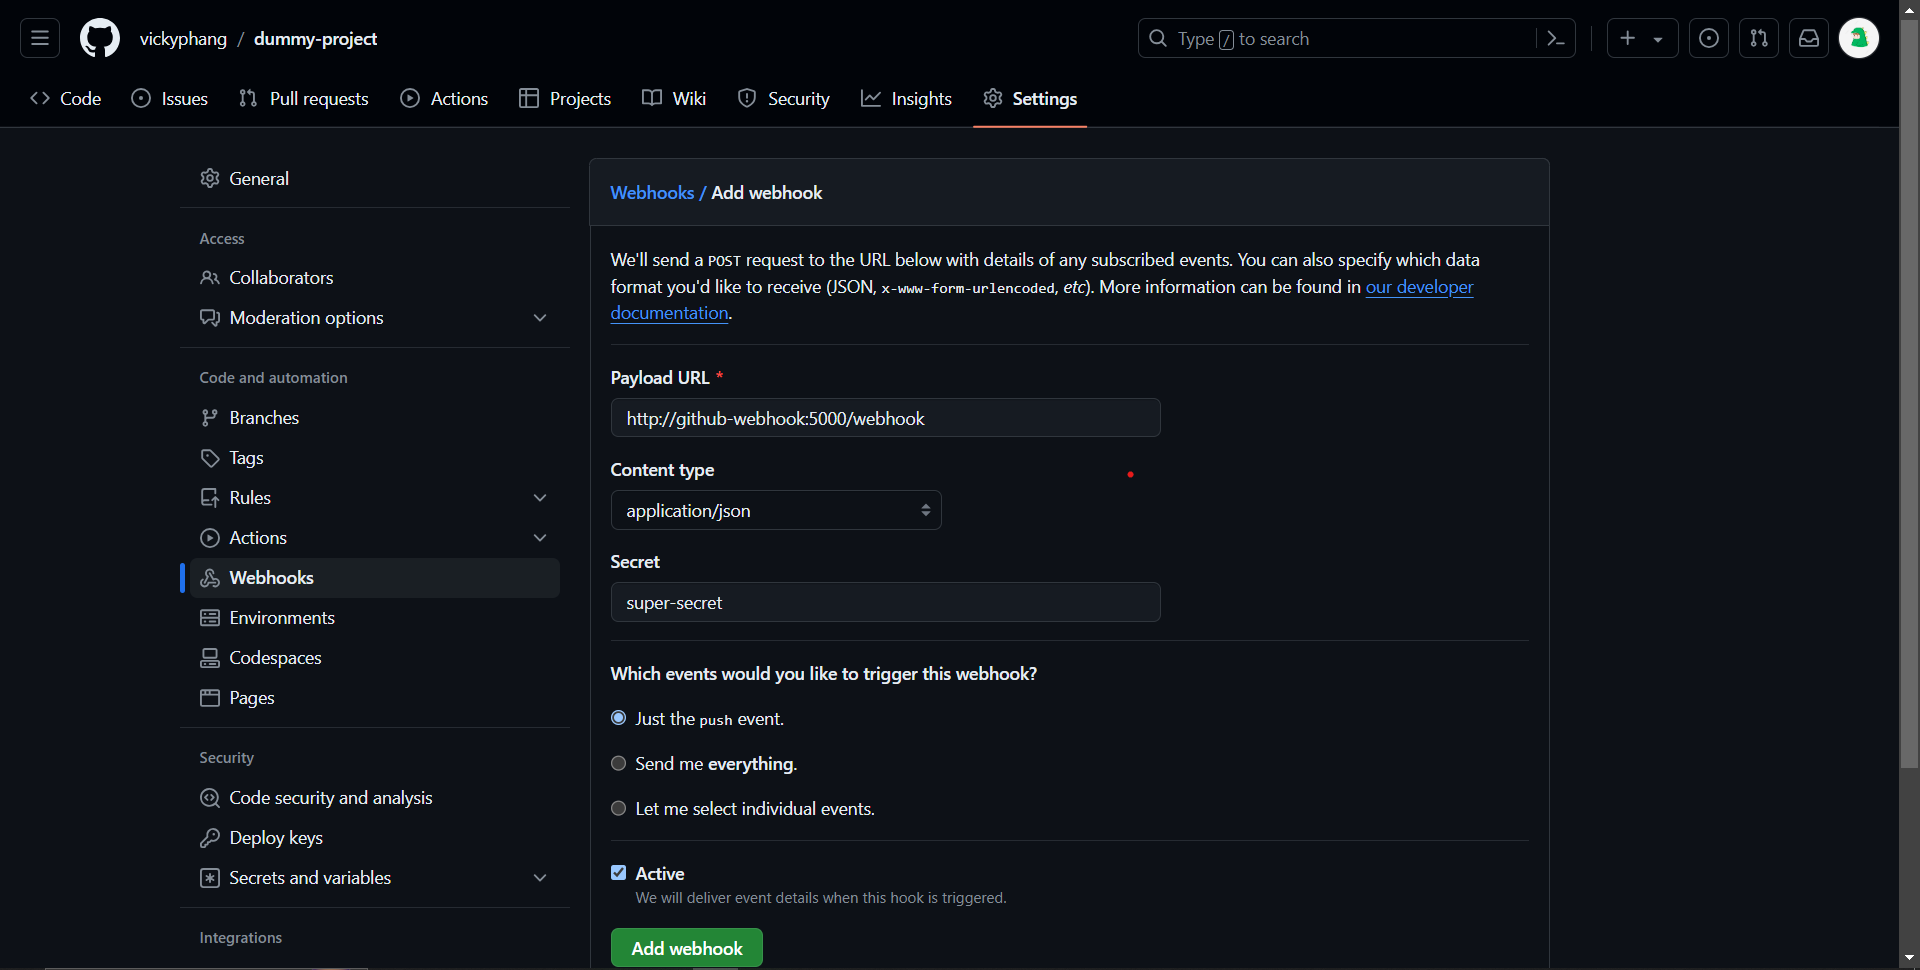 vickyphang / dummy-project
Type / to search
Code
Issues
Pull requests
Actions
Projects
Wiki
Security
Insights
Settings
General
Access
Collaborators
Moderation options
Code and automation
Branches
Tags
Rules
Actions
Webhooks
Environments
Codespaces
Pages
Security
Code security and analysis
Deploy keys
Secrets and variables
Integrations
Webhooks / Add webhook
We'll send a POST request to the URL below with details of any subscribed events. You can also specify which data
format you'd like to receive (JSON, x-www-form-urlencoded, etc). More information can be found in our developer
documentation.
Payload URL *
http://github-webhook:5000/webhook
Content type
application/json
Secret
super-secret
Which events would you like to trigger this webhook?
Just the push event.
Send me everything.
Let me select individual events.
Active
We will deliver event details when this hook is triggered.
Add webhook